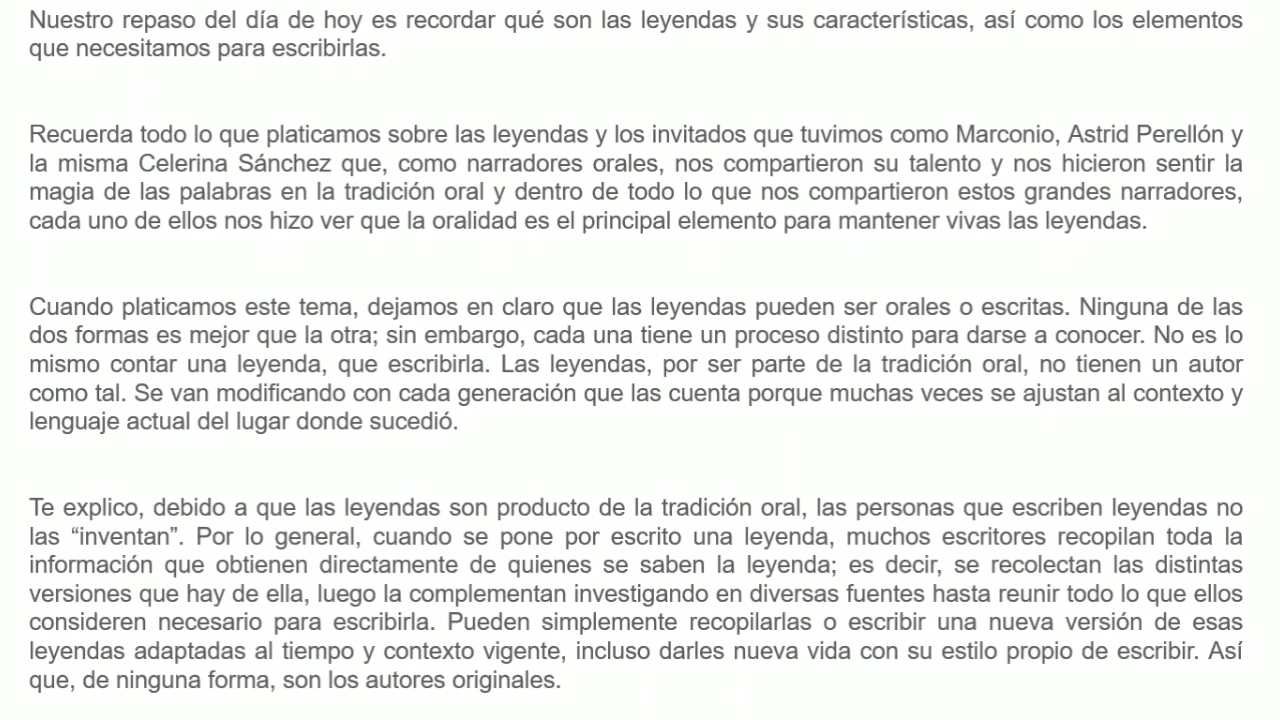 Nuestro repaso del día de hoy es recordar qué son las leyendas y sus características, así como los elementos
que necesitamos para escribirlas.
Recuerda todo lo que platicamos sobre las leyendas y los invitados que tuvimos como Marconio, Astrid Perellón y
la misma Celerina Sánchez que, como narradores orales, nos compartieron su talento y nos hicieron sentir la
magia de las palabras en la tradición oral y dentro de todo lo que nos compartieron estos grandes narradores,
cada uno de ellos nos hizo ver que la oralidad es el principal elemento para mantener vivas las leyendas.
Cuando platicamos este tema, dejamos en claro que las leyendas pueden ser orales o escritas. Ninguna de las
dos formas es mejor que la otra; sin embargo, cada una tiene un proceso distinto para darse a conocer. No es lo
mismo contar una leyenda, que escribirla. Las leyendas, por ser parte de la tradición oral, no tienen un autor
como tal. Se van modificando con cada generación que las cuenta porque muchas veces se ajustan al contexto y
lenguaje actual del lugar donde sucedió.
Te explico, debido a que las leyendas son producto de la tradición oral, las personas que escriben leyendas no
las “inventan”. Por lo general, cuando se pone por escrito una leyenda, muchos escritores recopilan toda la
información que obtienen directamente de quienes se saben la leyenda; es decir, se recolectan las distintas
versiones que hay de ella, luego la complementan investigando en diversas fuentes hasta reunir todo lo que ellos
consideren necesario para escribirla. Pueden simplemente recopilarlas o escribir una nueva versión de esas
leyendas adaptadas al tiempo y contexto vigente, incluso darles nueva vida con su estilo propio de escribir. Así
que, de ninguna forma, son los autores originales.